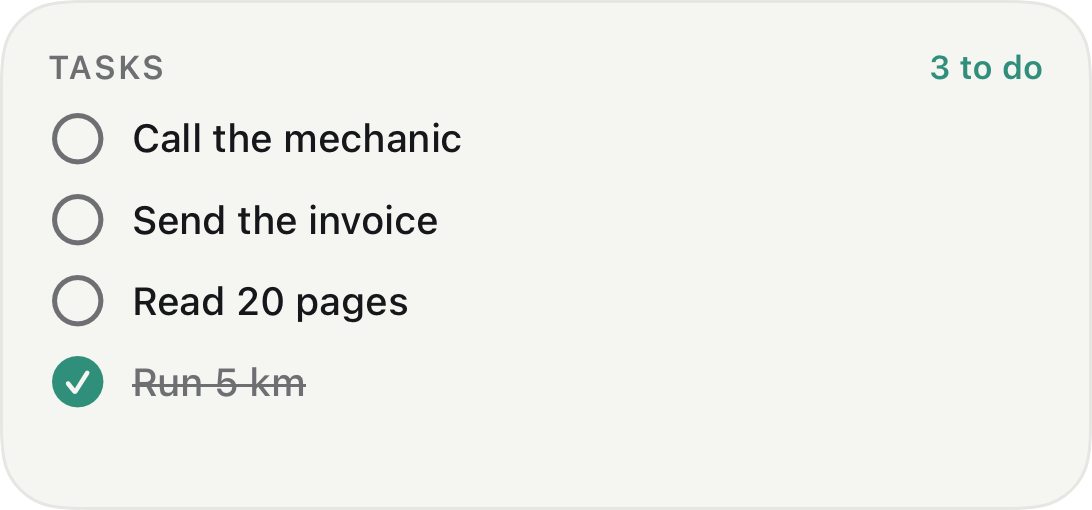 TASKS 3 to do
Call the mechanic
Send the invoice
Read 20 pages
Run 5 km